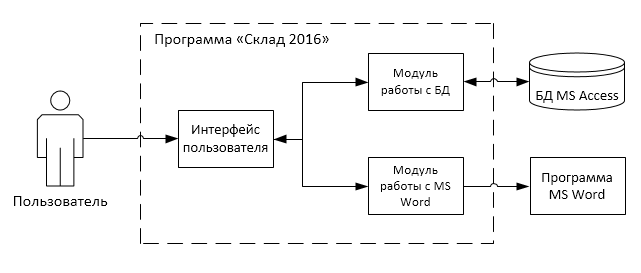 Программа «Склад 2016»
Модуль
работы с БД
БД MS Access
Интерфейс
пользователя
Модуль
работы с MS
Word
Программа
MS Word
Пользователь